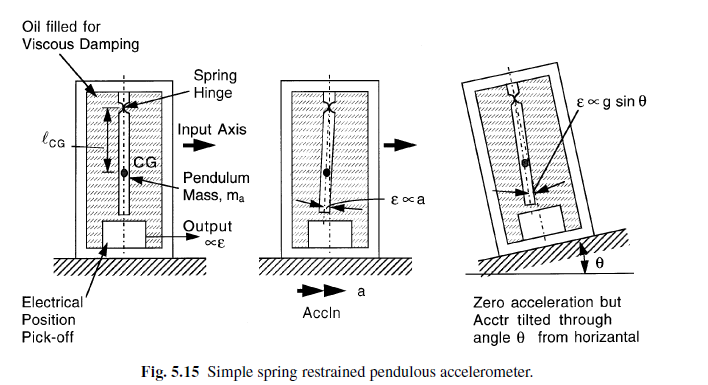 Oil filled for
Viscous Damping
Spring
Hinge
ℓCG
Input Axis
CG
Pendulum
Mass, ma
Output
∝ε
Electrical
Position
Pick-off
ε ∝ a
a
Accln
ε ∝ g sin θ
θ
Zero acceleration but
Acctr tilted through
angle θ from horizantal
Fig. 5.15 Simple spring restrained pendulous accelerometer.